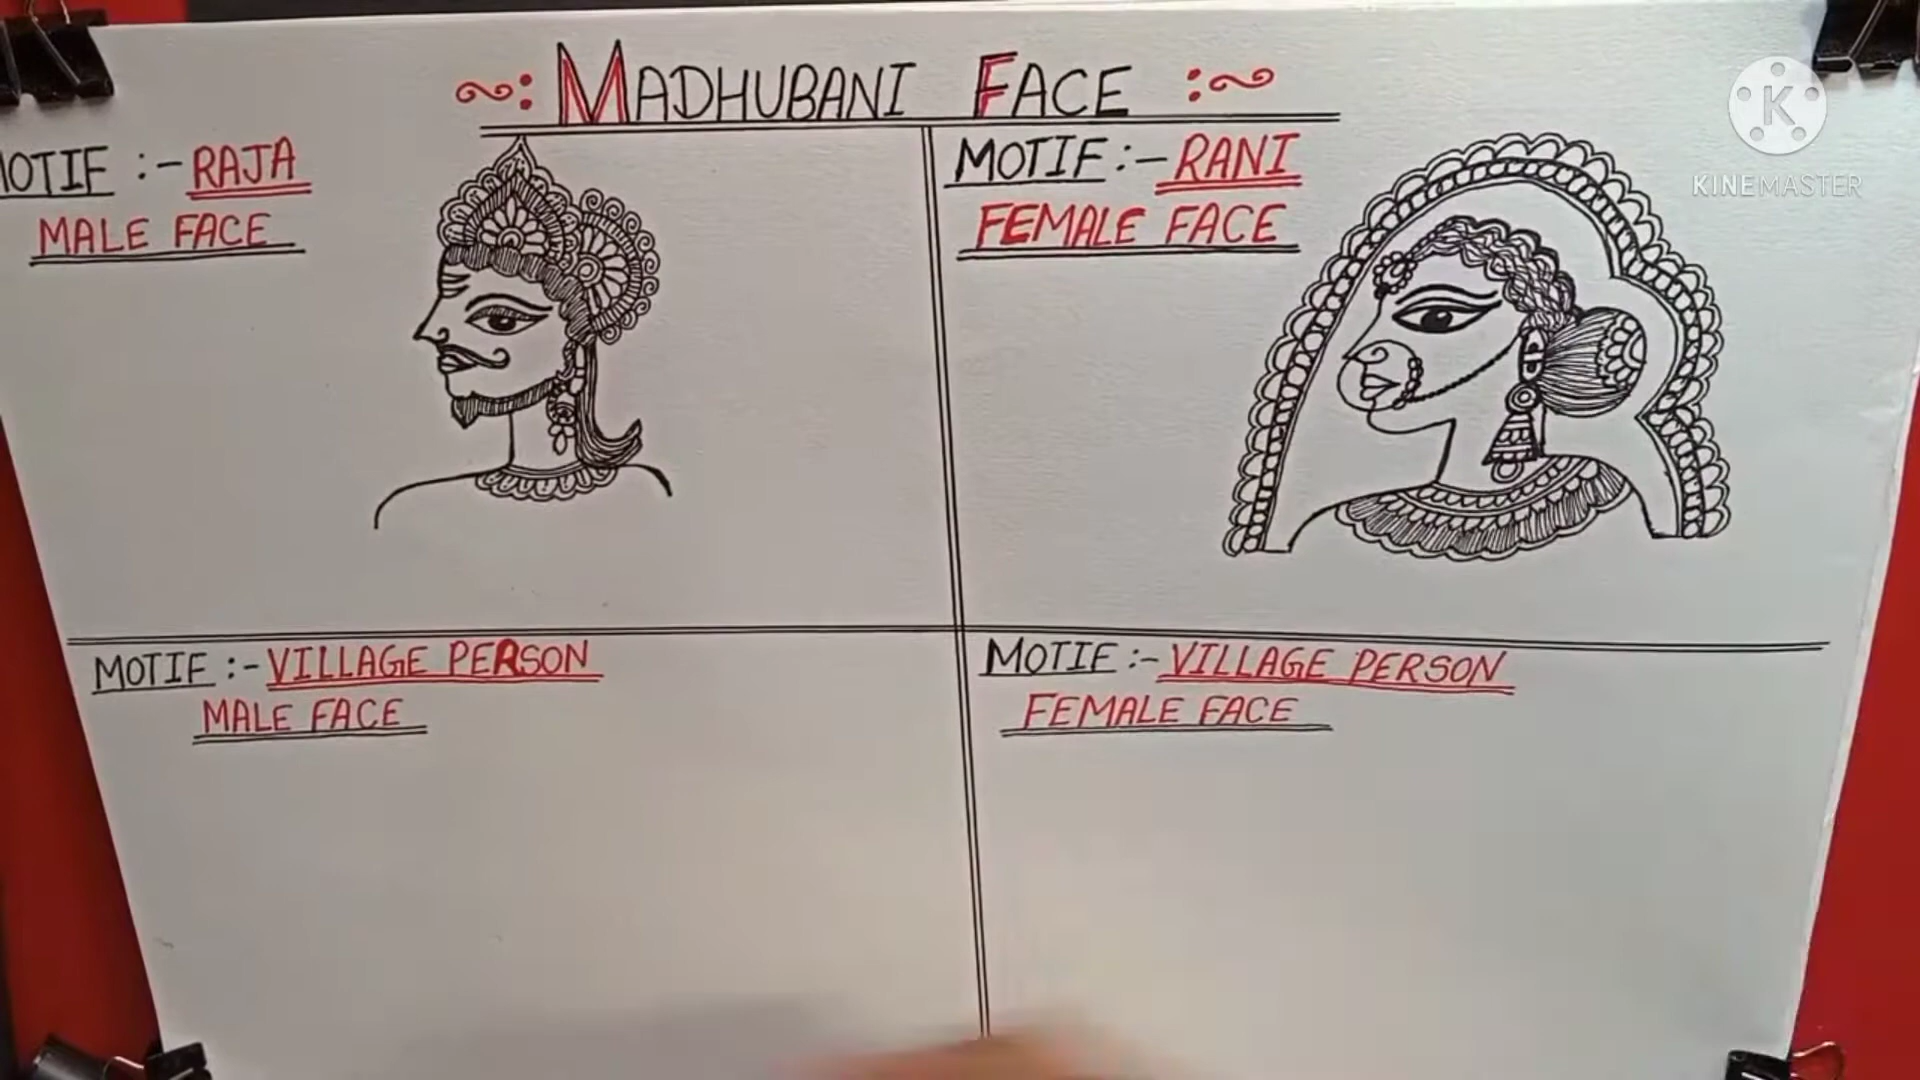 ~: MADHUBANI FACE :~
MOTIF :- RAJA
MALE FACE
MOTIF :- RANI
FEMALE FACE
KINEMASTER
MOTIF :- VILLAGE PERSON
MALE FACE
MOTIF :- VILLAGE PERSON
FEMALE FACE